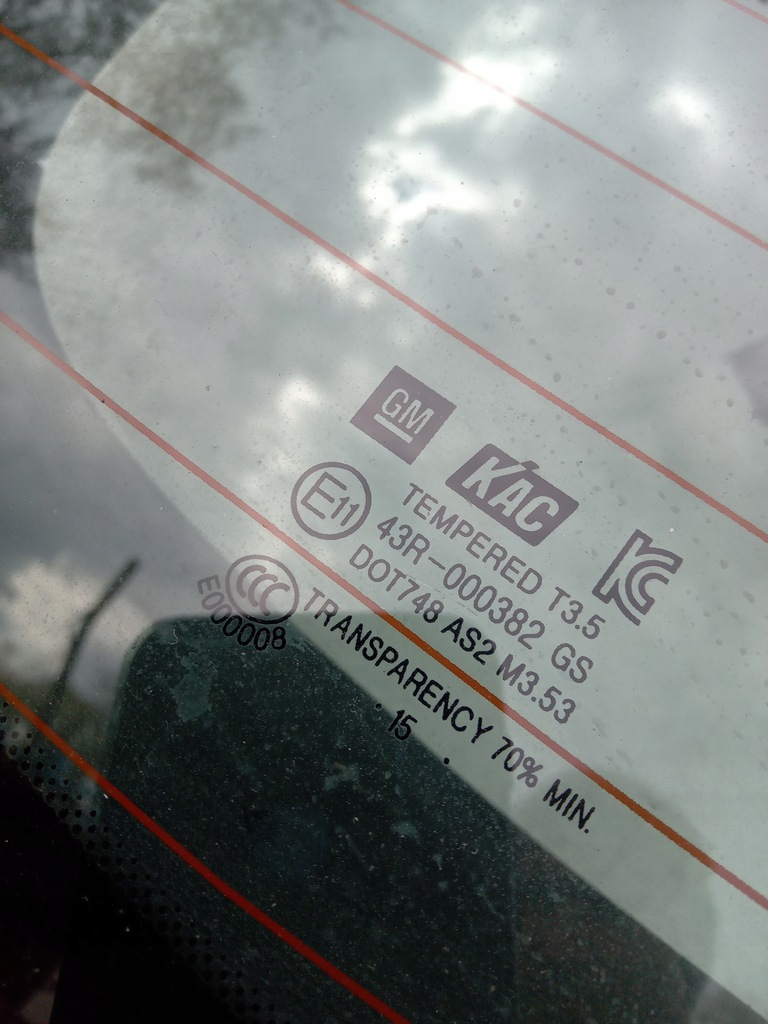 GM
KAC
E11
TEMPERED T3.5
43R-000382 GS
DOT748 AS2 M3.53
KC
CCC
E000008
TRANSPARENCY 70% MIN.
. 15 .